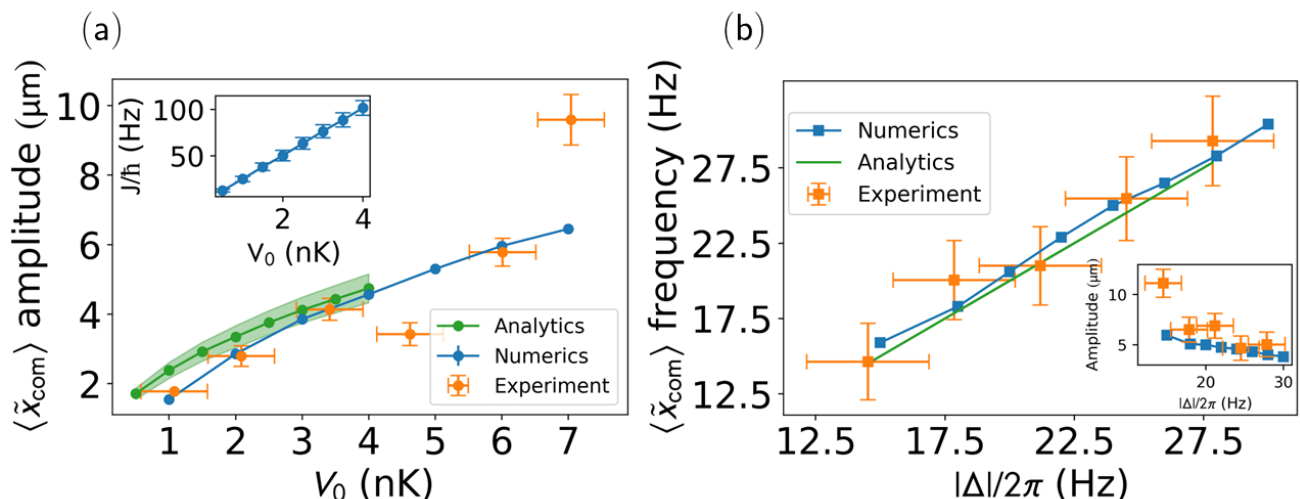 (a)
⟨x̃com⟩ amplitude (μm)
10
8
6
4
2
J/ħ (Hz)
100
50
2
4
V0 (nK)
Analytics
Numerics
Experiment
1 2 3 4 5 6 7
V0 (nK)
(b)
⟨x̃com⟩ frequency (Hz)
27.5
22.5
17.5
12.5
Numerics
Analytics
Experiment
Amplitude (μm)
10
5
20 30
|Δ|/2π (Hz)
12.5 17.5 22.5 27.5
|Δ|/2π (Hz)